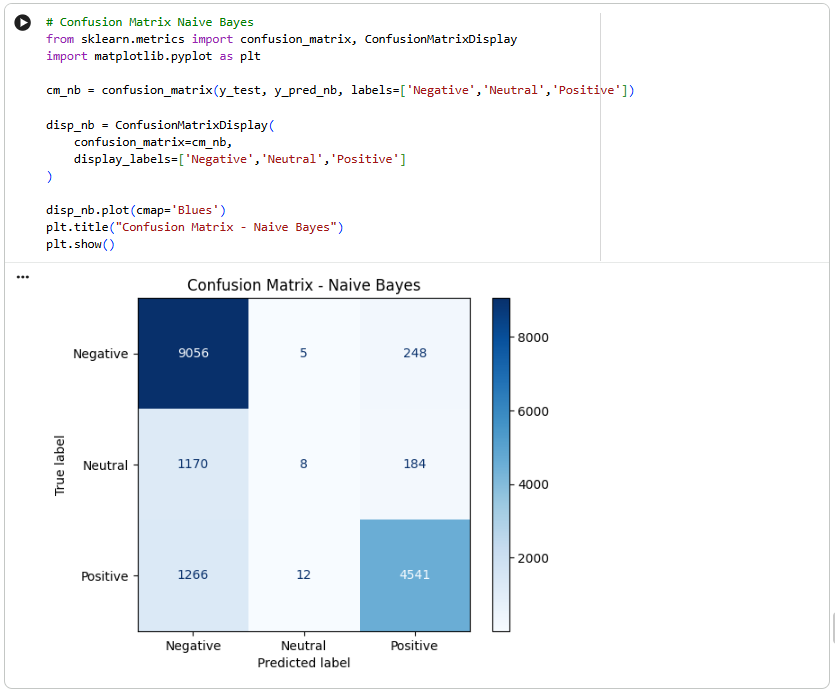 # Confusion Matrix Naive Bayes
from sklearn.metrics import confusion_matrix, ConfusionMatrixDisplay
import matplotlib.pyplot as plt
cm_nb = confusion_matrix(y_test, y_pred_nb, labels=['Negative','Neutral','Positive'])
disp_nb = ConfusionMatrixDisplay(
    confusion_matrix=cm_nb,
    display_labels=['Negative','Neutral','Positive']
)
disp_nb.plot(cmap='Blues')
plt.title("Confusion Matrix - Naive Bayes")
plt.show()
Confusion Matrix - Naive Bayes
Negative 9056 5 248
Neutral 1170 8 184
Positive 1266 12 4541
Negative Neutral Positive
Predicted label
True label
8000
6000
4000
2000